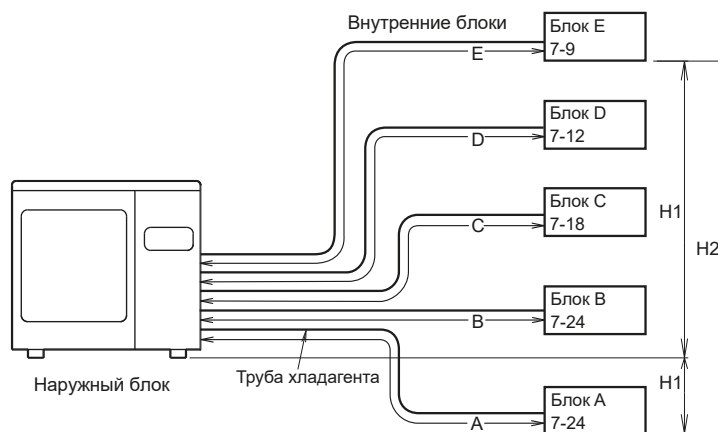 Внутренние блоки
Блок E
7-9
E
Блок D
7-12
D
Блок C
7-18
C
H1
H2
Блок B
7-24
B
Труба хладагента
Наружный блок
H1
Блок A
7-24
A